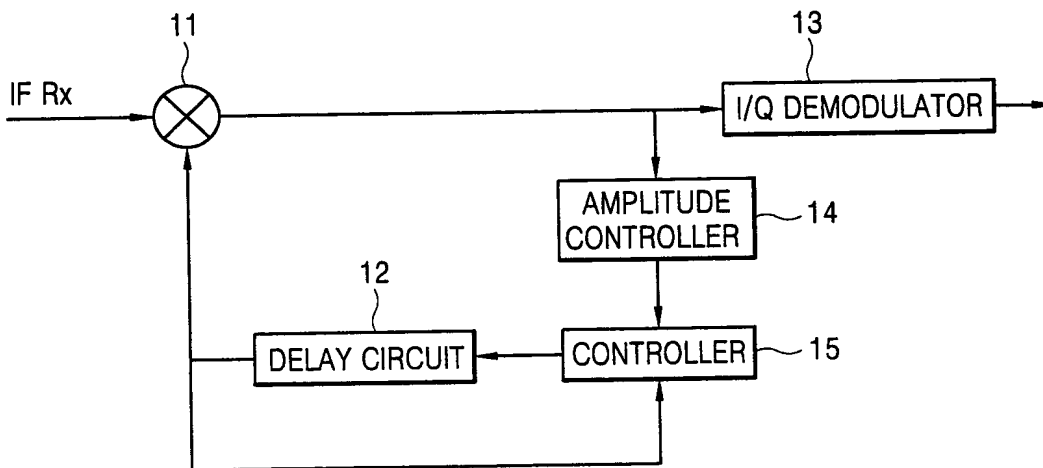 11
13
IF Rx
I/Q DEMODULATOR
AMPLITUDE
CONTROLLER
14
12
DELAY CIRCUIT
CONTROLLER
15